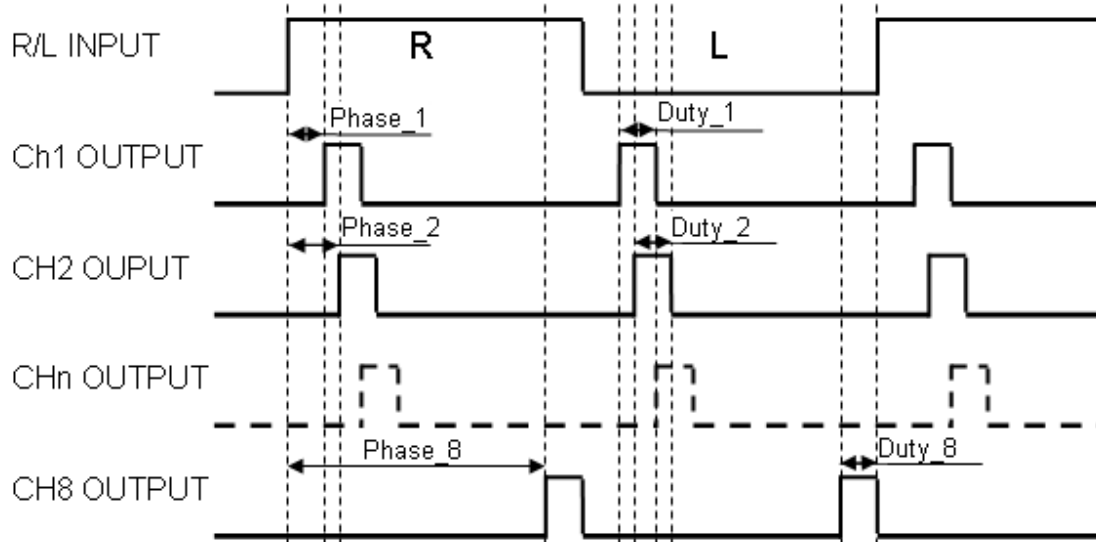 R/L INPUT
R
L
Phase_1
Duty_1
Ch1 OUTPUT
Phase_2
Duty_2
CH2 OUPUT
CHn OUTPUT
Phase_8
Duty_8
CH8 OUTPUT